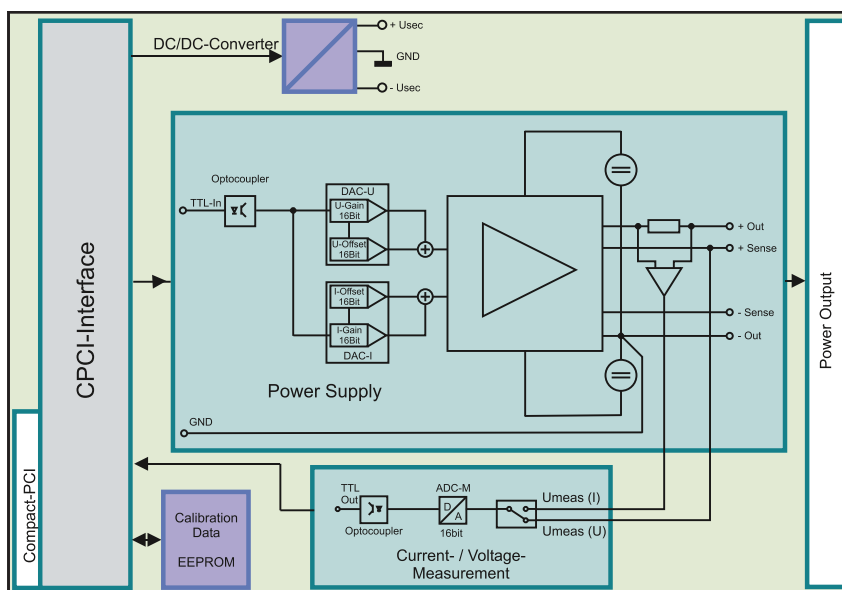 DC/DC-Converter
+ Usec
GND
- Usec
CPCI-Interface
Compact-PCI
Optocoupler
TTL-In
DAC-U
U-Gain
16Bit
U-Offset
16Bit
I-Offset
16Bit
I-Gain
16Bit
DAC-I
Power Supply
GND
+ Out
+ Sense
- Sense
- Out
Power Output
TTL
Out
Optocoupler
ADC-M
D
A
16bit
Umeas (I)
Umeas (U)
Current- / Voltage-
Measurement
Calibration
Data
EEPROM